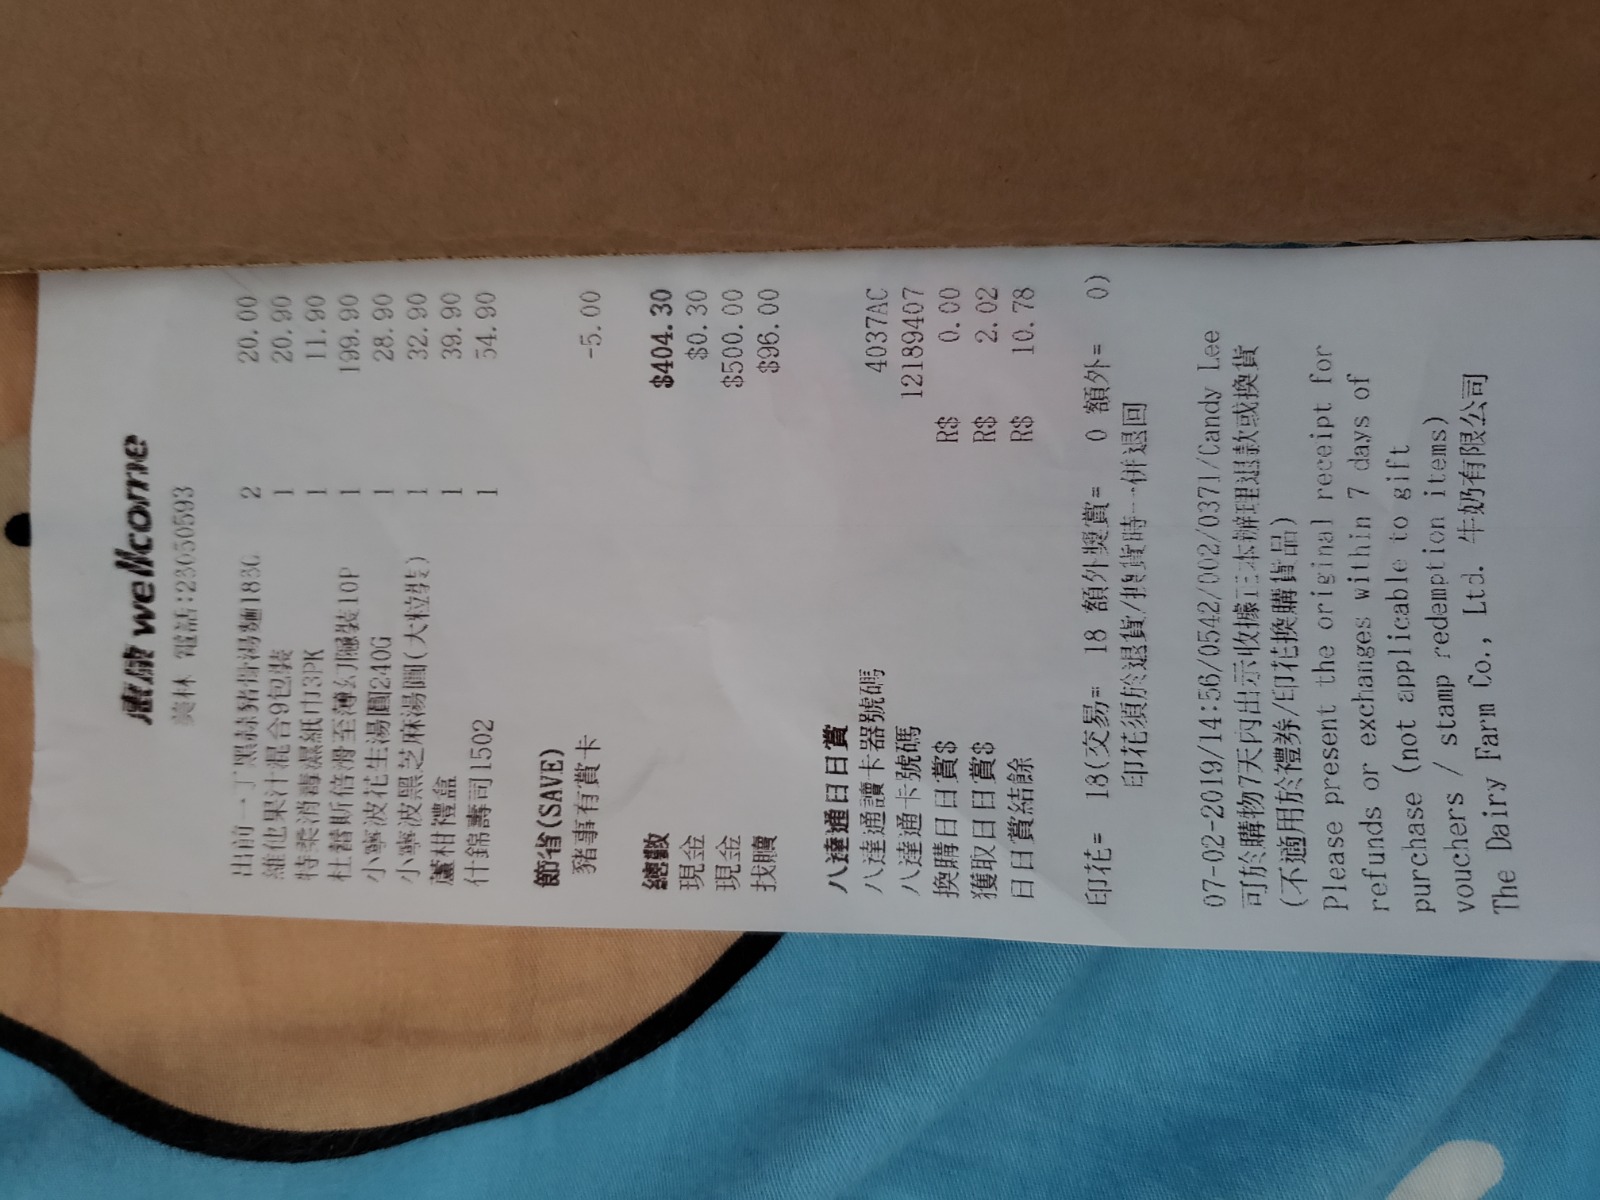 惠康 wellcome
美林 電話:23050593
出前一丁黑蒜豬骨湯麵183G 2 20.00
維他果汁混合9包裝 1 20.90
特柔消毒濕紙巾3PK 1 11.90
杜蕾斯倍滑至薄幻隱裝10P 1 199.90
小寧波花生湯圓240G 1 28.90
小寧波黑芝麻湯圓(大粒裝) 1 32.90
蘆柑禮盒 1 39.90
什錦壽司1502 1 54.90
節省(SAVE)
豬事有賞卡 -5.00
總數 $404.30
現金 $0.30
現金 $500.00
找贖 $96.00
八達通日日賞
八達通讀卡器號碼 4037AC
八達通卡號碼 12189407
換購日日賞$ R$ 0.00
獲取日日賞$ R$ 2.02
日日賞結餘 R$ 10.78
印花= 18(交易= 18 額外獎賞= 0 額外= 0)
印花須於退貨/換貨時一併退回
07-02-2019/14:56/0542/002/0371/Candy Lee
可於購物7天內出示收據正本辦理退款或換貨
(不適用於禮券/印花換購貨品)
Please present the original receipt for
refunds or exchanges within 7 days of
purchase (not applicable to gift
vouchers / stamp redemption items)
The Dairy Farm Co., Ltd. 牛奶有限公司